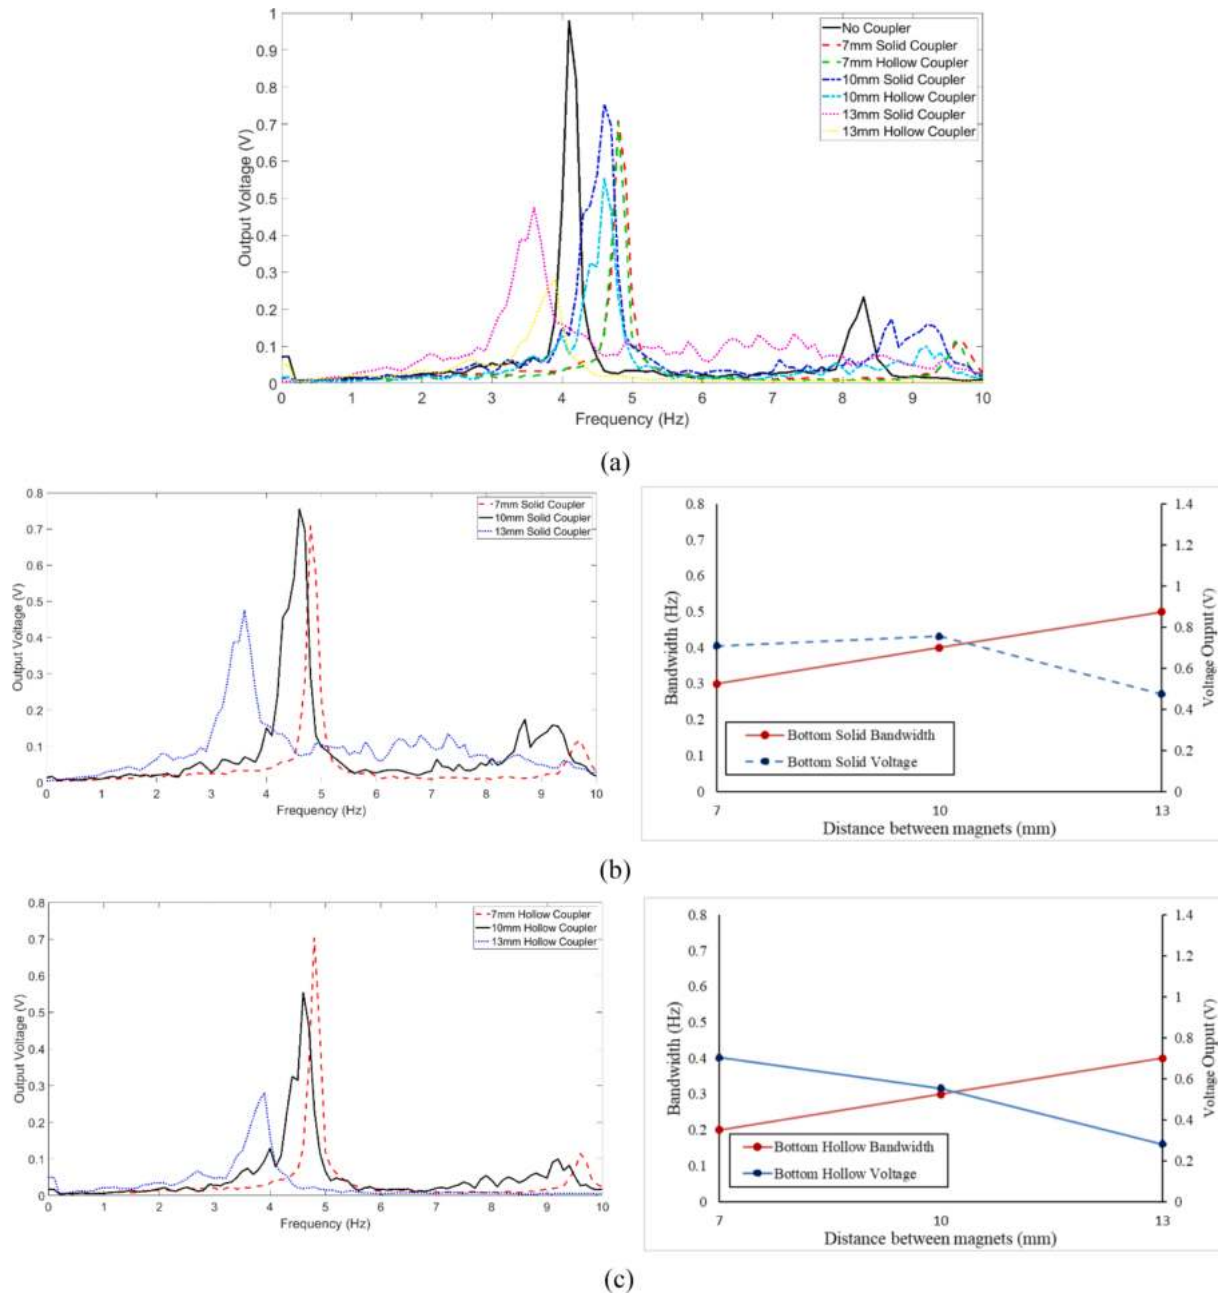 1
0.9
0.8
0.7
0.6
0.5
0.4
0.3
0.2
0.1
0
Output Voltage (V)
No Coupler
7mm Solid Coupler
7mm Hollow Coupler
10mm Solid Coupler
10mm Hollow Coupler
13mm Solid Coupler
13mm Hollow Coupler
0 1 2 3 4 5 6 7 8 9 10
Frequency (Hz)
(a)
0.8
0.7
0.6
0.5
0.4
0.3
0.2
0.1
0
Output Voltage (V)
7mm Solid Coupler
10mm Solid Coupler
13mm Solid Coupler
0 1 2 3 4 5 6 7 8 9 10
Frequency (Hz)
0.8
0.7
0.6
0.5
0.4
0.3
0.2
0.1
0
Bandwidth (Hz)
Bottom Solid Bandwidth
Bottom Solid Voltage
1.4
1.2
1
0.8
0.6
0.4
0.2
0
Voltage Ouput (V)
7 10 13
Distance between magnets (mm)
(b)
0.8
0.7
0.6
0.5
0.4
0.3
0.2
0.1
0
Output Voltage (V)
7mm Hollow Coupler
10mm Hollow Coupler
13mm Hollow Coupler
0 1 2 3 4 5 6 7 8 9 10
Frequency (Hz)
0.8
0.7
0.6
0.5
0.4
0.3
0.2
0.1
0
Bandwidth (Hz)
Bottom Hollow Bandwidth
Bottom Hollow Voltage
1.4
1.2
1
0.8
0.6
0.4
0.2
0
Voltage Ouput (V)
7 10 13
Distance between magnets (mm)
(c)